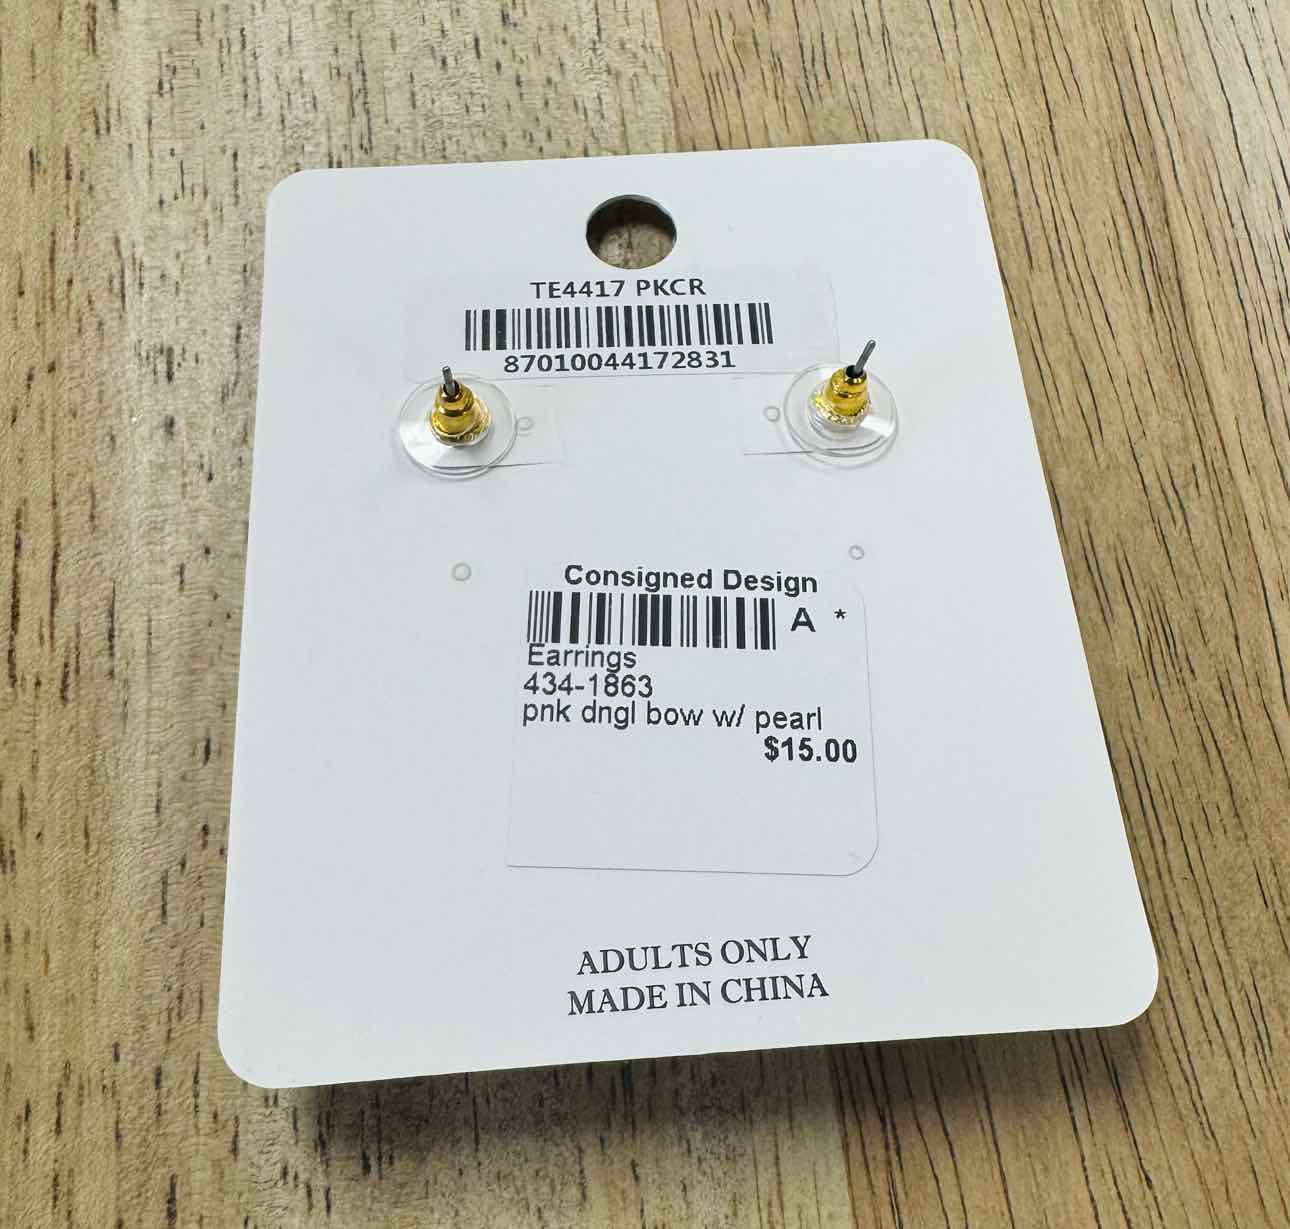 TE4417 PKCR
87010044172831
Consigned Design
A *
Earrings
434-1863
pnk dngl bow w/ pearl
$15.00
ADULTS ONLY
MADE IN CHINA